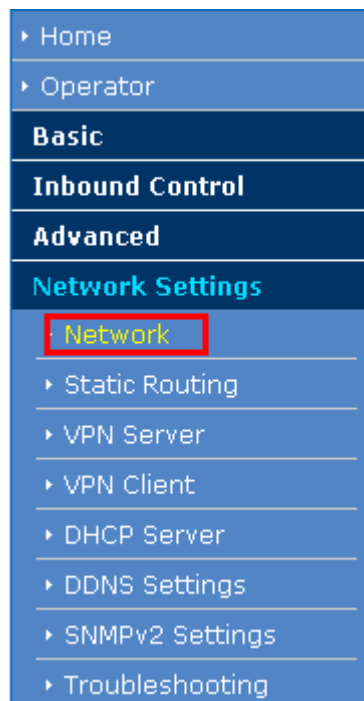 Home
Operator
Basic
Inbound Control
Advanced
Network Settings
Network
Static Routing
VPN Server
VPN Client
DHCP Server
DDNS Settings
SNMPv2 Settings
Troubleshooting